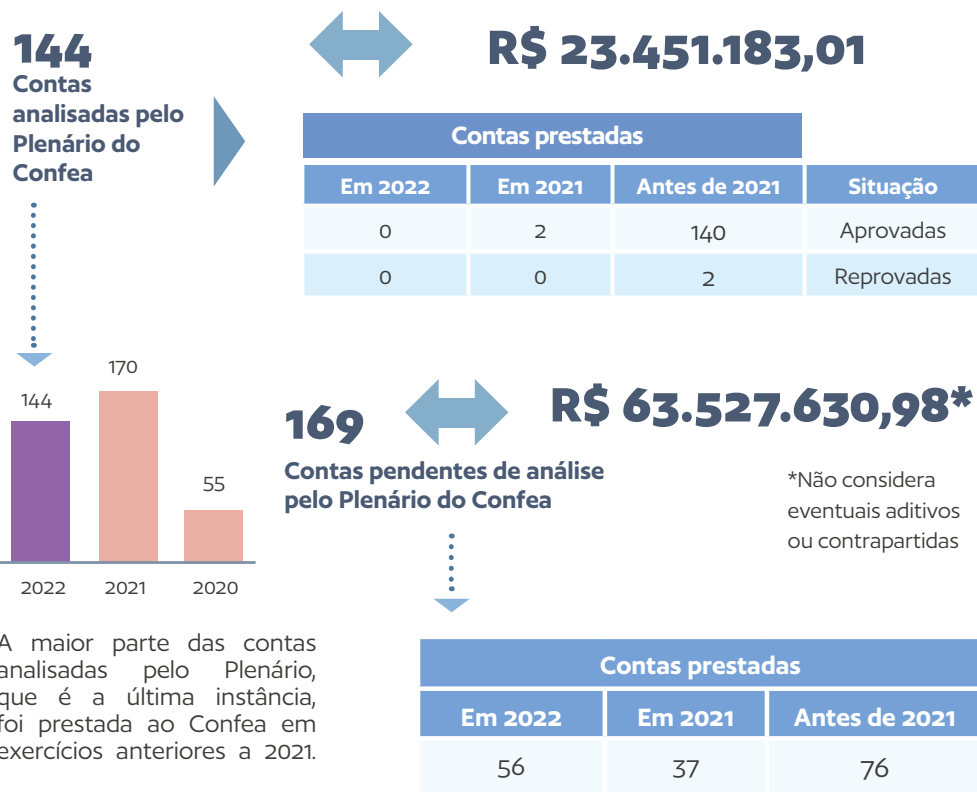 144
Contas
analisadas pelo
Plenário do
Confea
R$ 23.451.183,01
Contas prestadas
Em 2022 Em 2021 Antes de 2021 Situação
0 2 140 Aprovadas
0 0 2 Reprovadas
144 170 55
2022 2021 2020
A maior parte das contas
analisadas pelo Plenário,
que é a última instância,
foi prestada ao Confea em
exercícios anteriores a 2021.
169
Contas pendentes de análise
pelo Plenário do Confea
R$ 63.527.630,98*
*Não considera
eventuais aditivos
ou contrapartidas
Contas prestadas
Em 2022 Em 2021 Antes de 2021
56 37 76